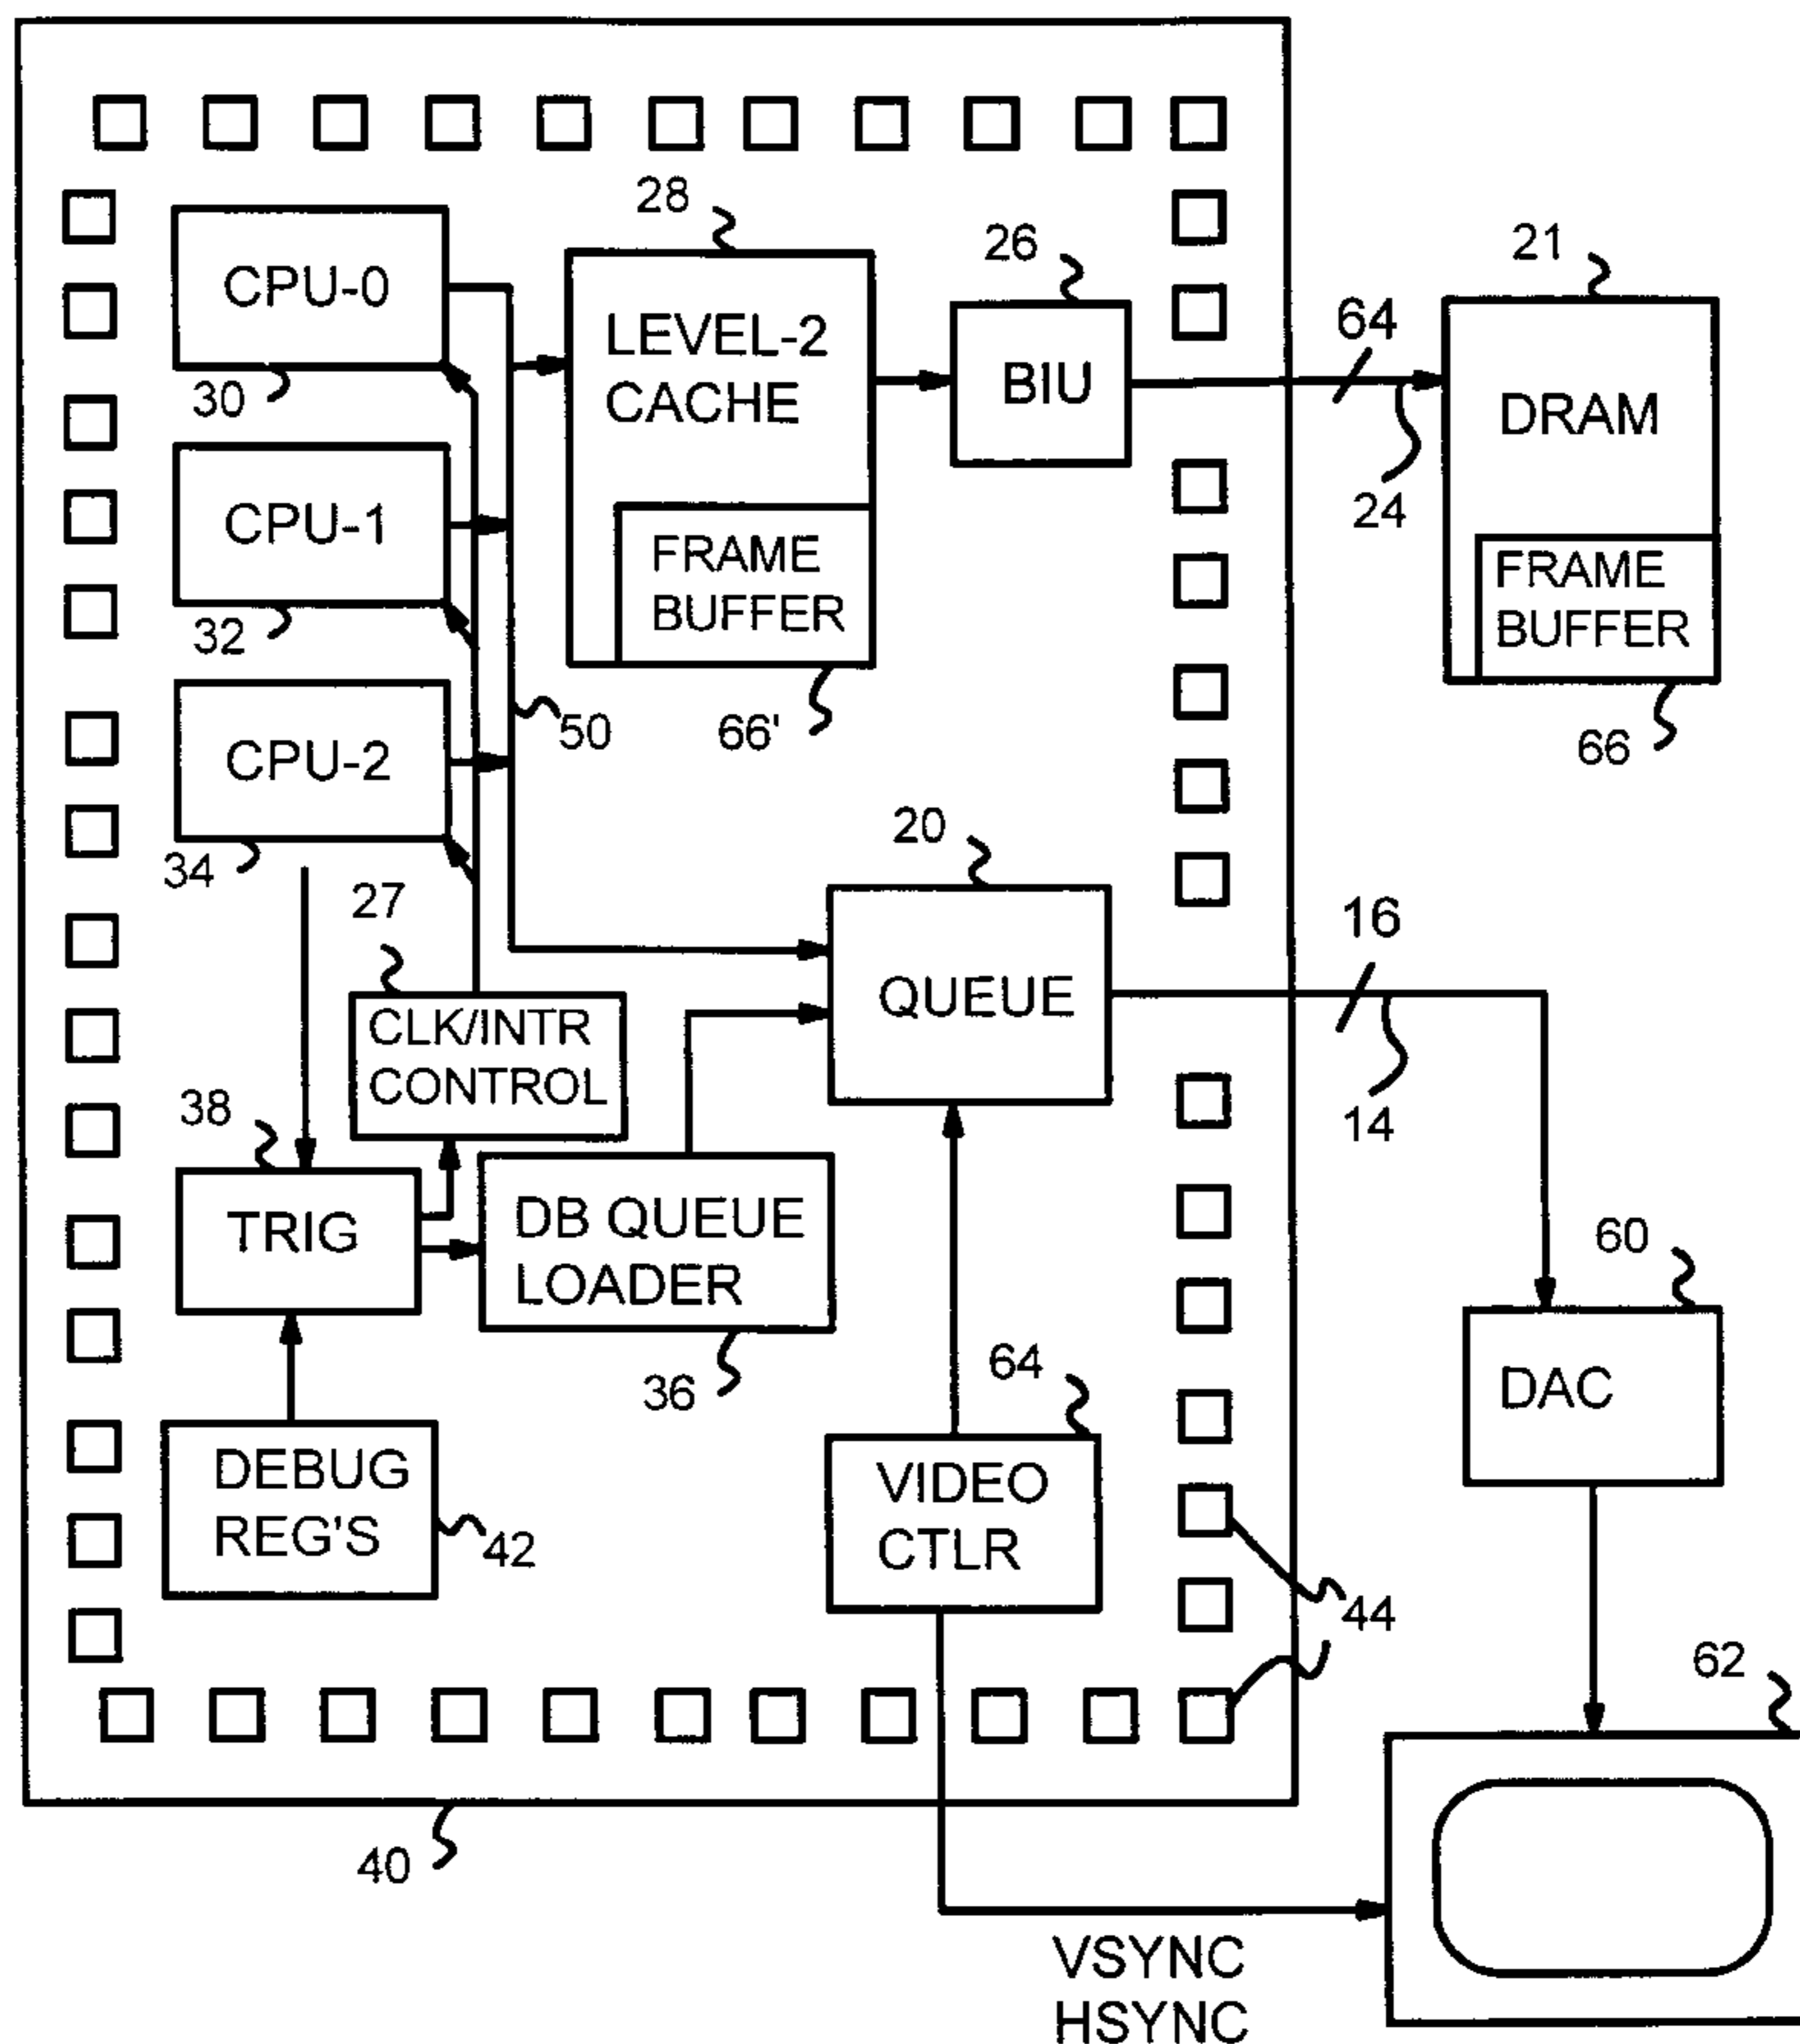 28
26
21
CPU-0
LEVEL-2
CACHE
BIU
64
DRAM
30
24
CPU-1
FRAME
BUFFER
FRAME
BUFFER
32
50
66'
66
CPU-2
20
34
27
16
QUEUE
CLK/INTR
CONTROL
38
14
TRIG
DB QUEUE
LOADER
60
36
64
DAC
DEBUG
REG'S
42
VIDEO
CTLR
44
62
40
VSYNC
HSYNC